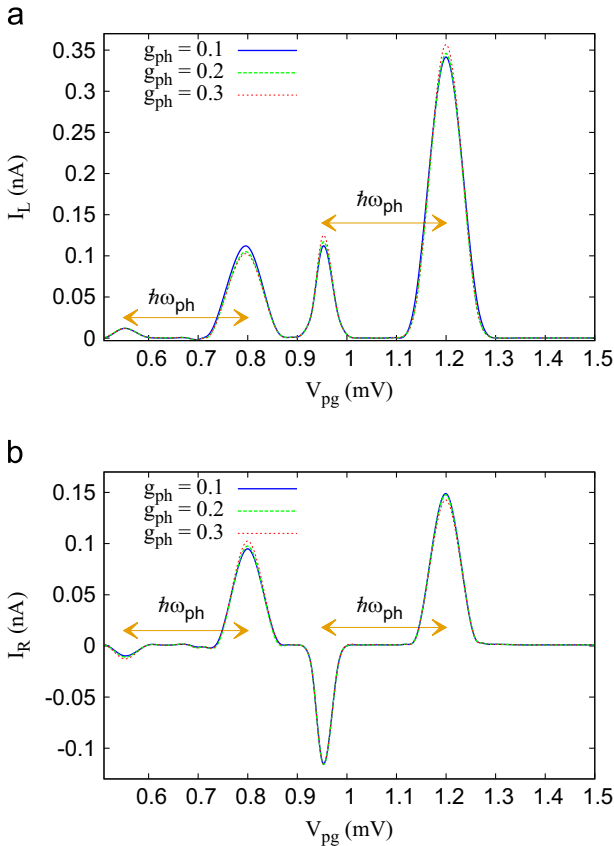 a
I_L (nA)
g_ph = 0.1
g_ph = 0.2
g_ph = 0.3
0.35
0.3
0.25
0.2
0.15
0.1
0.05
0
ħω_ph
ħω_ph
0.6 0.7 0.8 0.9 1 1.1 1.2 1.3 1.4 1.5
V_pg (mV)
b
I_R (nA)
g_ph = 0.1
g_ph = 0.2
g_ph = 0.3
0.15
0.1
0.05
0
-0.05
-0.1
ħω_ph
ħω_ph
0.6 0.7 0.8 0.9 1 1.1 1.2 1.3 1.4 1.5
V_pg (mV)